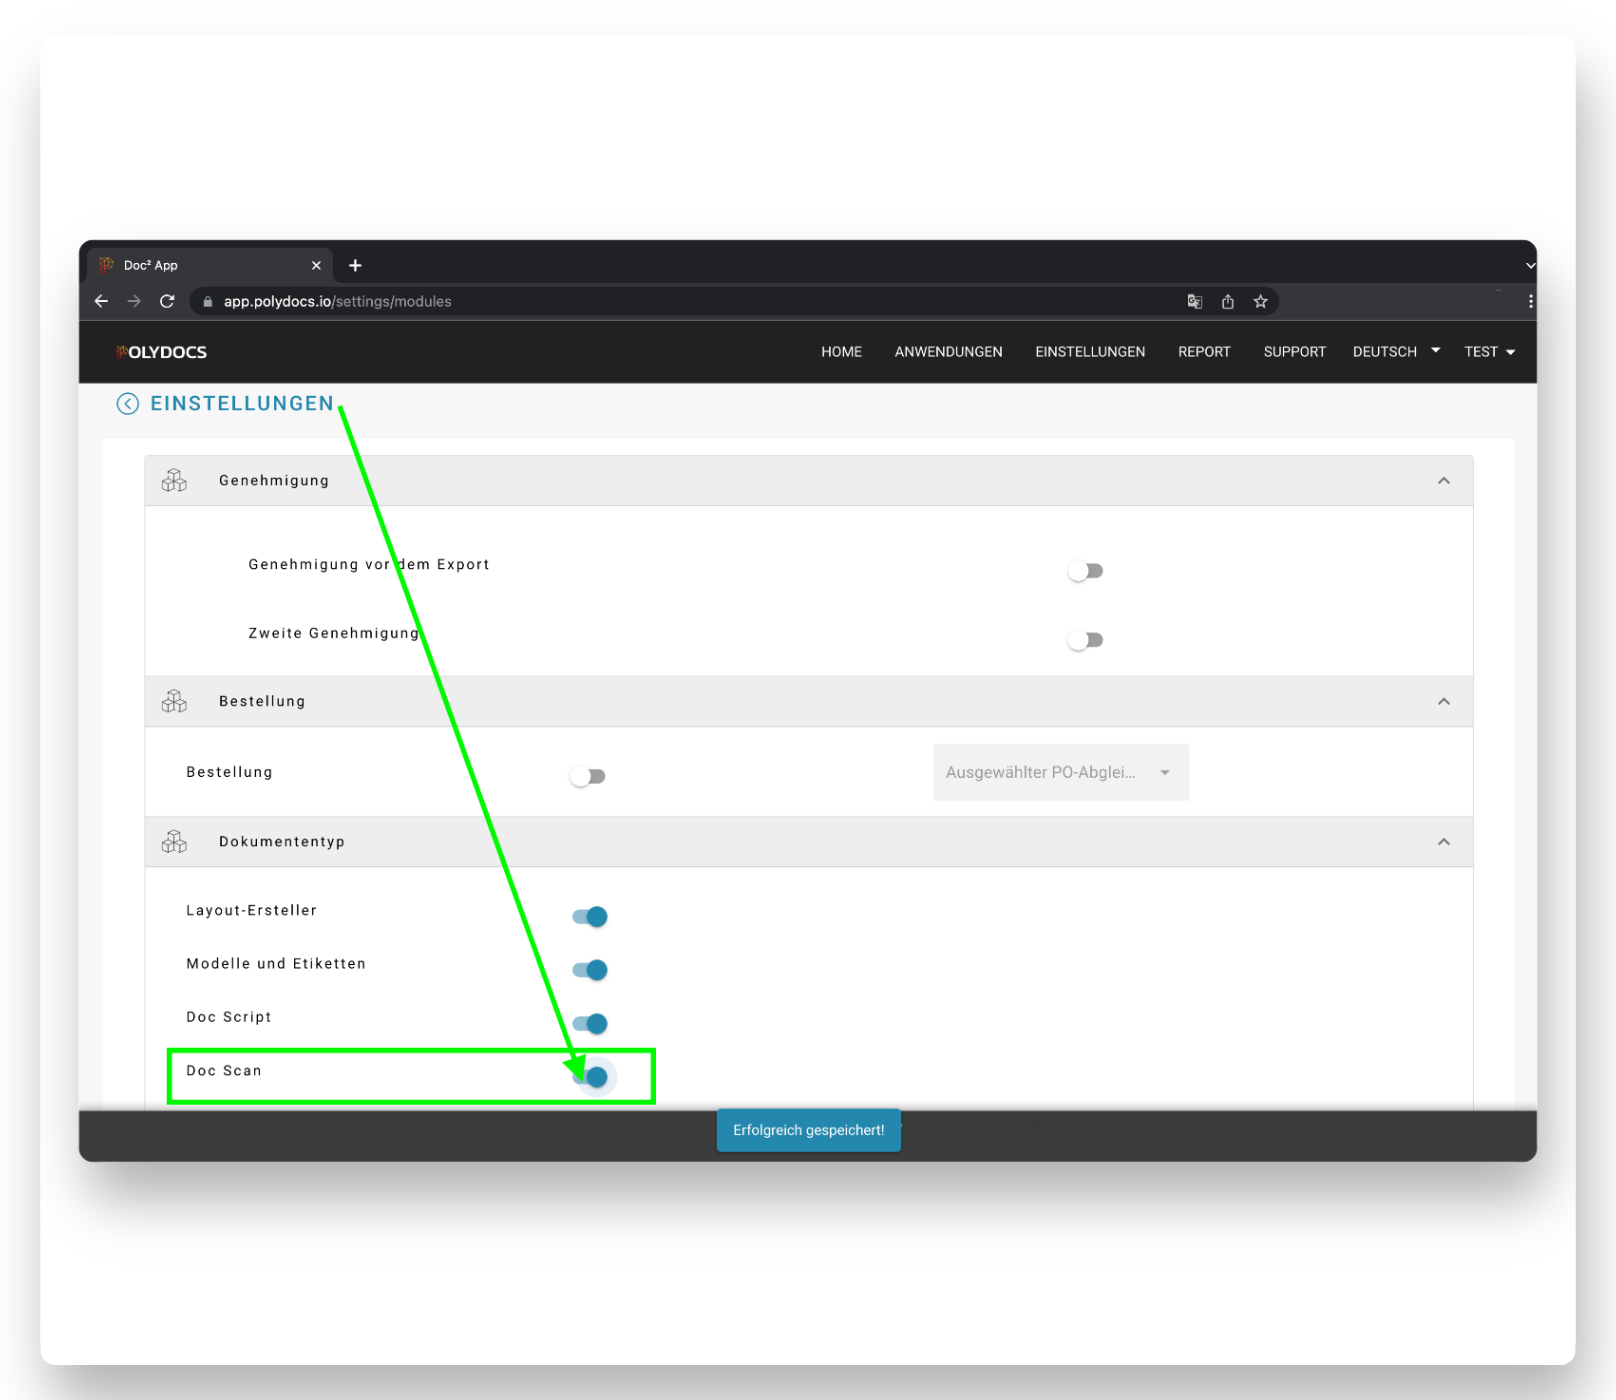 Doc² App
app.polydocs.io/settings/modules
POLYDOCS HOME ANWENDUNGEN EINSTELLUNGEN REPORT SUPPORT DEUTSCH TEST
EINSTELLUNGEN
Genehmigung
Genehmigung vor dem Export
Zweite Genehmigung
Bestellung
Bestellung Ausgewählter PO-Abglei...
Dokumententyp
Layout-Ersteller
Modelle und Etiketten
Doc Script
Doc Scan
Erfolgreich gespeichert!